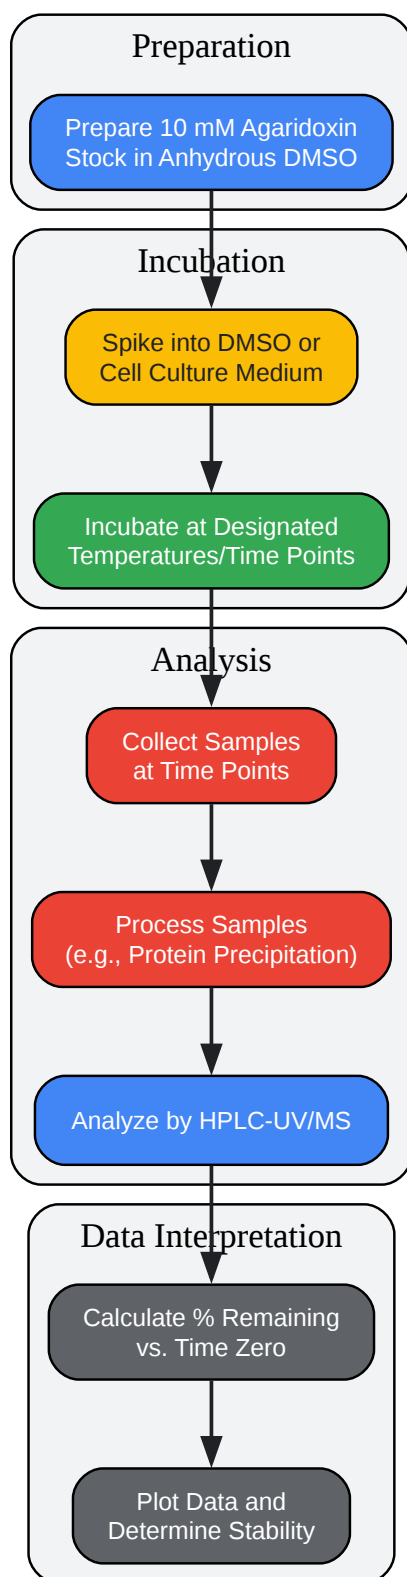 Preparation
Prepare 10 mM Agaridoxin
Stock in Anhydrous DMSO
Incubation
Spike into DMSO or
Cell Culture Medium
Incubate at Designated
Temperatures/Time Points
Analysis
Collect Samples
at Time Points
Process Samples
(e.g., Protein Precipitation)
Analyze by HPLC-UV/MS
Data Interpretation
Calculate % Remaining
vs. Time Zero
Plot Data and
Determine Stability